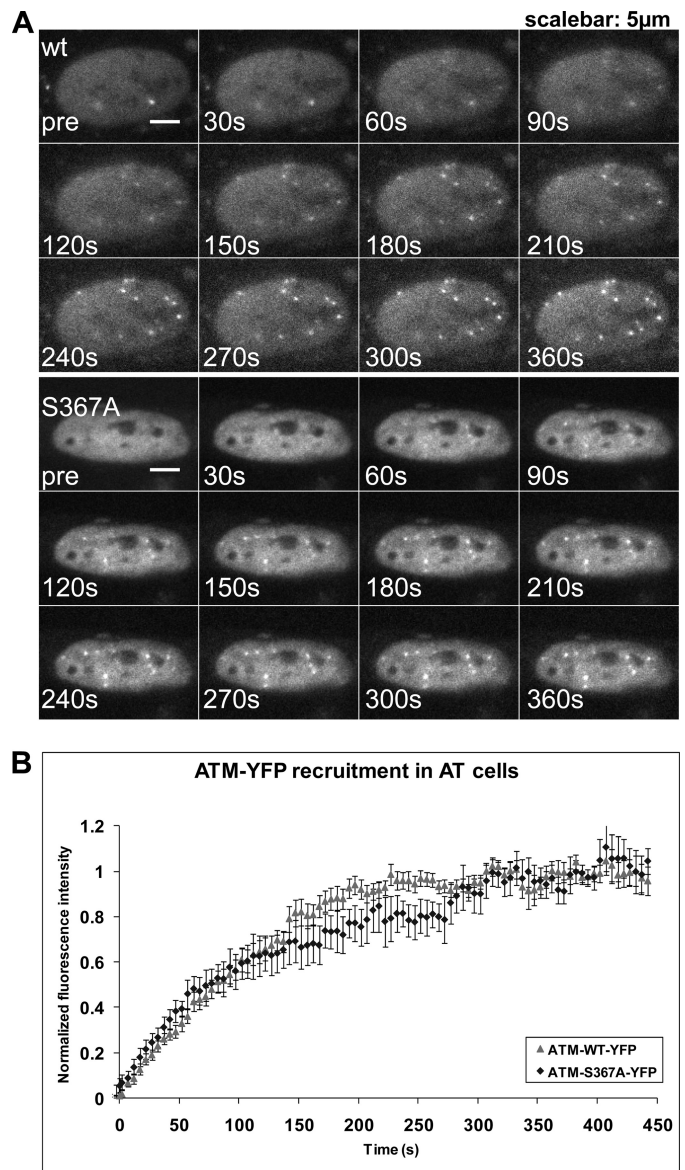 A
scalebar: 5µm
wt
pre 30s 60s 90s
120s 150s 180s 210s
240s 270s 300s 360s
S367A
pre 30s 60s 90s
120s 150s 180s 210s
240s 270s 300s 360s
B
ATM-YFP recruitment in AT cells
Normalized fluorescence intensity
1.2
1
0.8
0.6
0.4
0.2
0
0 50 100 150 200 250 300 350 400 450
Time (s)
ATM-WT-YFP
ATM-S367A-YFP